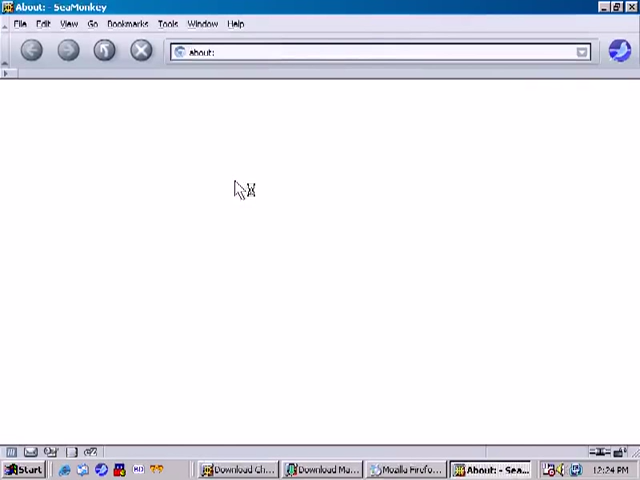 About: - SeaMonkey
File Edit View Go Bookmarks Tools Window Help
about:
Start
Download Ch...
Download Ma...
Mozilla Firefo...
About: - Sea...
12:24 PM